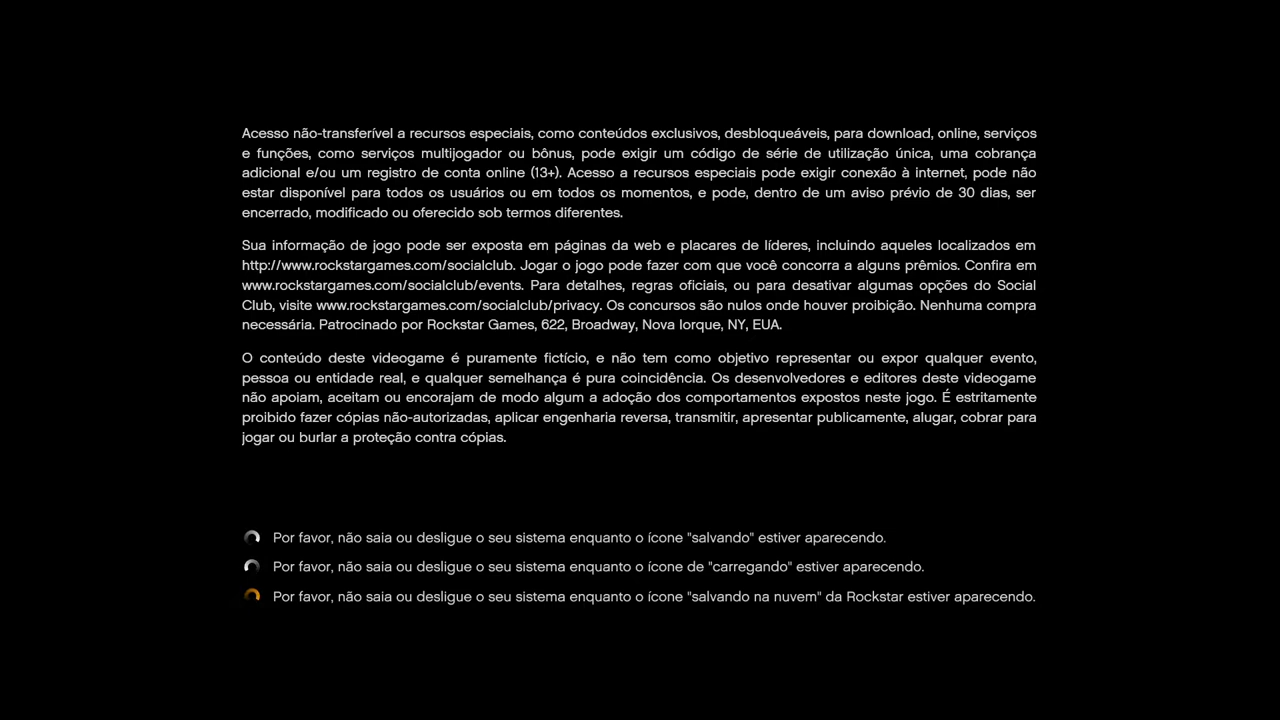 Acesso não-transferível a recursos especiais, como conteúdos exclusivos, desbloqueáveis, para download, online, serviços
e funções, como serviços multijogador ou bônus, pode exigir um código de série de utilização única, uma cobrança
adicional e/ou um registro de conta online (13+). Acesso a recursos especiais pode exigir conexão à internet, pode não
estar disponível para todos os usuários ou em todos os momentos, e pode, dentro de um aviso prévio de 30 dias, ser
encerrado, modificado ou oferecido sob termos diferentes.
Sua informação de jogo pode ser exposta em páginas da web e placares de líderes, incluindo aqueles localizados em
http://www.rockstargames.com/socialclub. Jogar o jogo pode fazer com que você concorra a alguns prêmios. Confira em
www.rockstargames.com/socialclub/events. Para detalhes, regras oficiais, ou para desativar algumas opções do Social
Club, visite www.rockstargames.com/socialclub/privacy. Os concursos são nulos onde houver proibição. Nenhuma compra
necessária. Patrocinado por Rockstar Games, 622, Broadway, Nova Iorque, NY, EUA.
O conteúdo deste videogame é puramente fictício, e não tem como objetivo representar ou expor qualquer evento,
pessoa ou entidade real, e qualquer semelhança é pura coincidência. Os desenvolvedores e editores deste videogame
não apoiam, aceitam ou encorajam de modo algum a adoção dos comportamentos expostos neste jogo. É estritamente
proibido fazer cópias não-autorizadas, aplicar engenharia reversa, transmitir, apresentar publicamente, alugar, cobrar para
jogar ou burlar a proteção contra cópias.
Por favor, não saia ou desligue o seu sistema enquanto o ícone "salvando" estiver aparecendo.
Por favor, não saia ou desligue o seu sistema enquanto o ícone de "carregando" estiver aparecendo.
Por favor, não saia ou desligue o seu sistema enquanto o ícone "salvando na nuvem" da Rockstar estiver aparecendo.